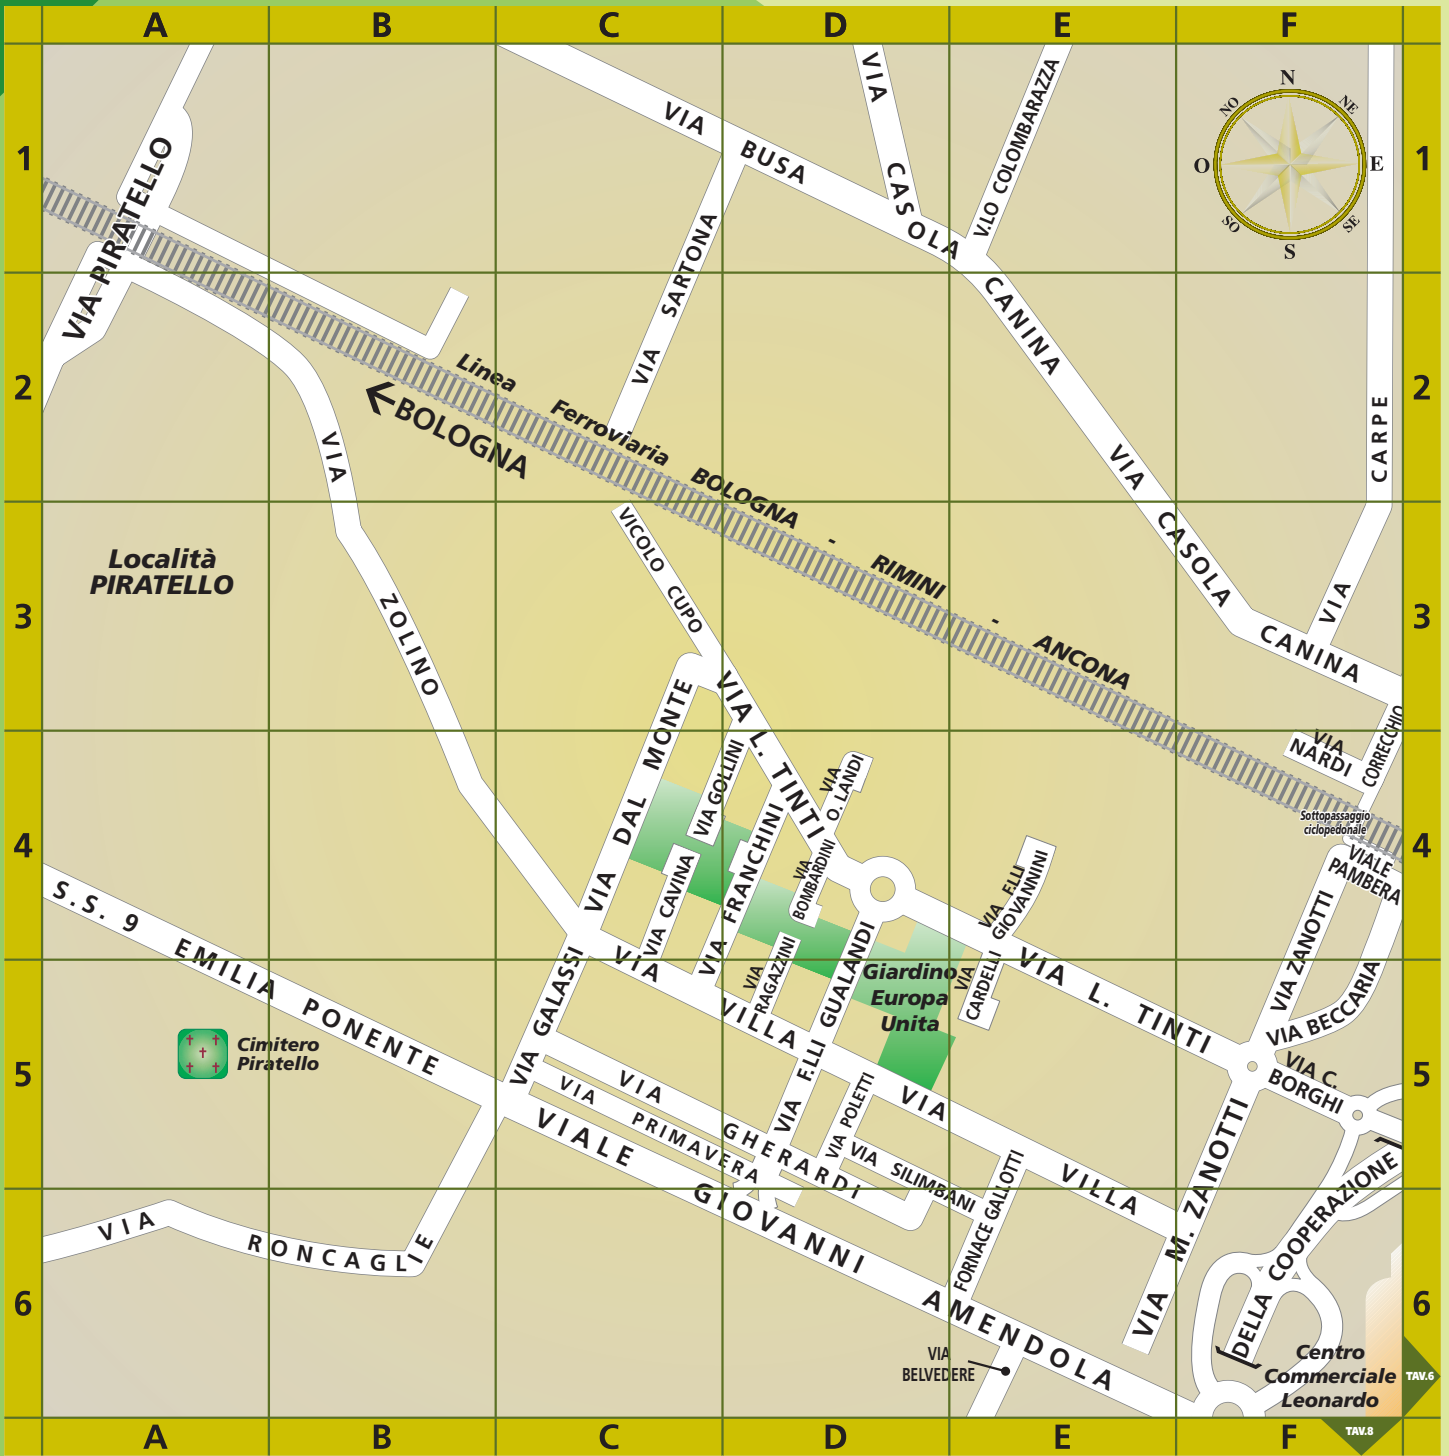 A B C D E F
1
1
2
2
3
3
4
4
5
5
6
6
A B C D E F
N
NO
NE
O
E
SO
SE
S
VIA PIRATELLO
VIA BUSA
VIA CASOLA
V.LO COLOMBARAZZA
CANINA
VIA SARTONA
VIA CASOLA
CANINA
VIA CARPE
Linea Ferroviaria BOLOGNA - RIMINI - ANCONA
BOLOGNA
VIA ZOLINO
Località
PIRATELLO
VICOLO CUPO
VIA L. TINTI
VIA DAL MONTE
VIA GOLLINI
VIA CAVINA
VIA FRANCHINI
VIA
O. LANDI
VIA
BOMBARDINI
VIA
RAGAZZINI
VIA F.LLI GUALANDI
VIA F.LLI
GIOVANNINI
VIA
CARDELLI
Giardino
Europa
Unita
VIA
NARDI
CORRECCHIO
Sottopassaggio
ciclopedonale
VIALE
PAMBERA
VIA ZANOTTI
VIA BECCARIA
VIA L. TINTI
VIA C.
BORGHI
S.S. 9 EMILIA PONENTE
Cimitero
Piratello
VIA GALASSI
VIA VILLA
VIA VILLA
VIA GHERARDI
VIA PRIMAVERA
VIA POLETTI
VIA SILIMBANI
FORNACE GALLOTTI
VIALE GIOVANNI AMENDOLA
VIA M. ZANOTTI
DELLA COOPERAZIONE
VIA RONCAGLIE
VIA
BELVEDERE
Centro
Commerciale
Leonardo
TAV.6
TAV.8